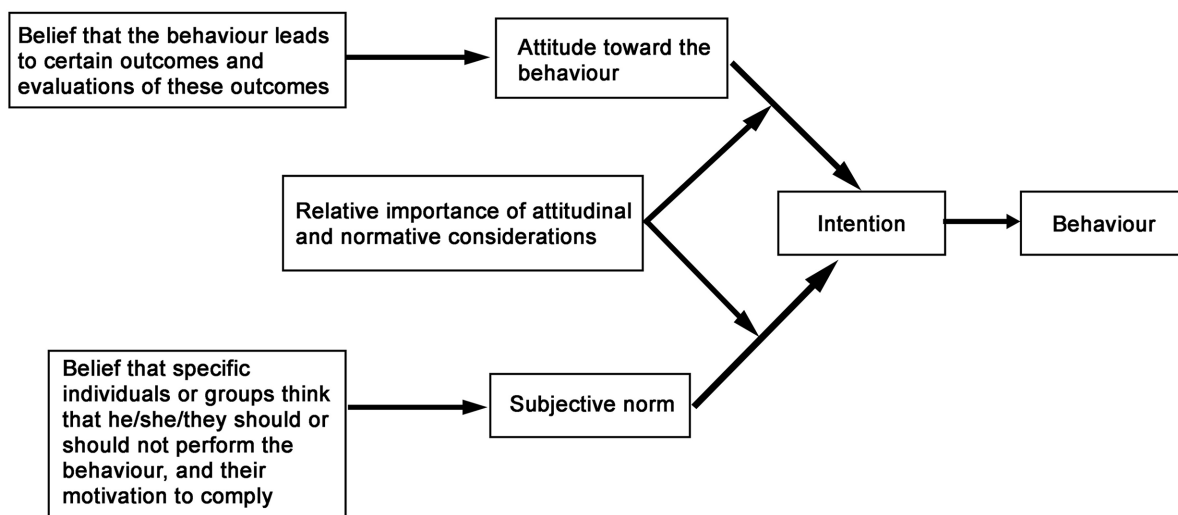 Belief that the behaviour leads
to certain outcomes and
evaluations of these outcomes
Attitude toward the
behaviour
Relative importance of attitudinal
and normative considerations
Intention
Behaviour
Belief that specific
individuals or groups think
that he/she/they should or
should not perform the
behaviour, and their
motivation to comply
Subjective norm